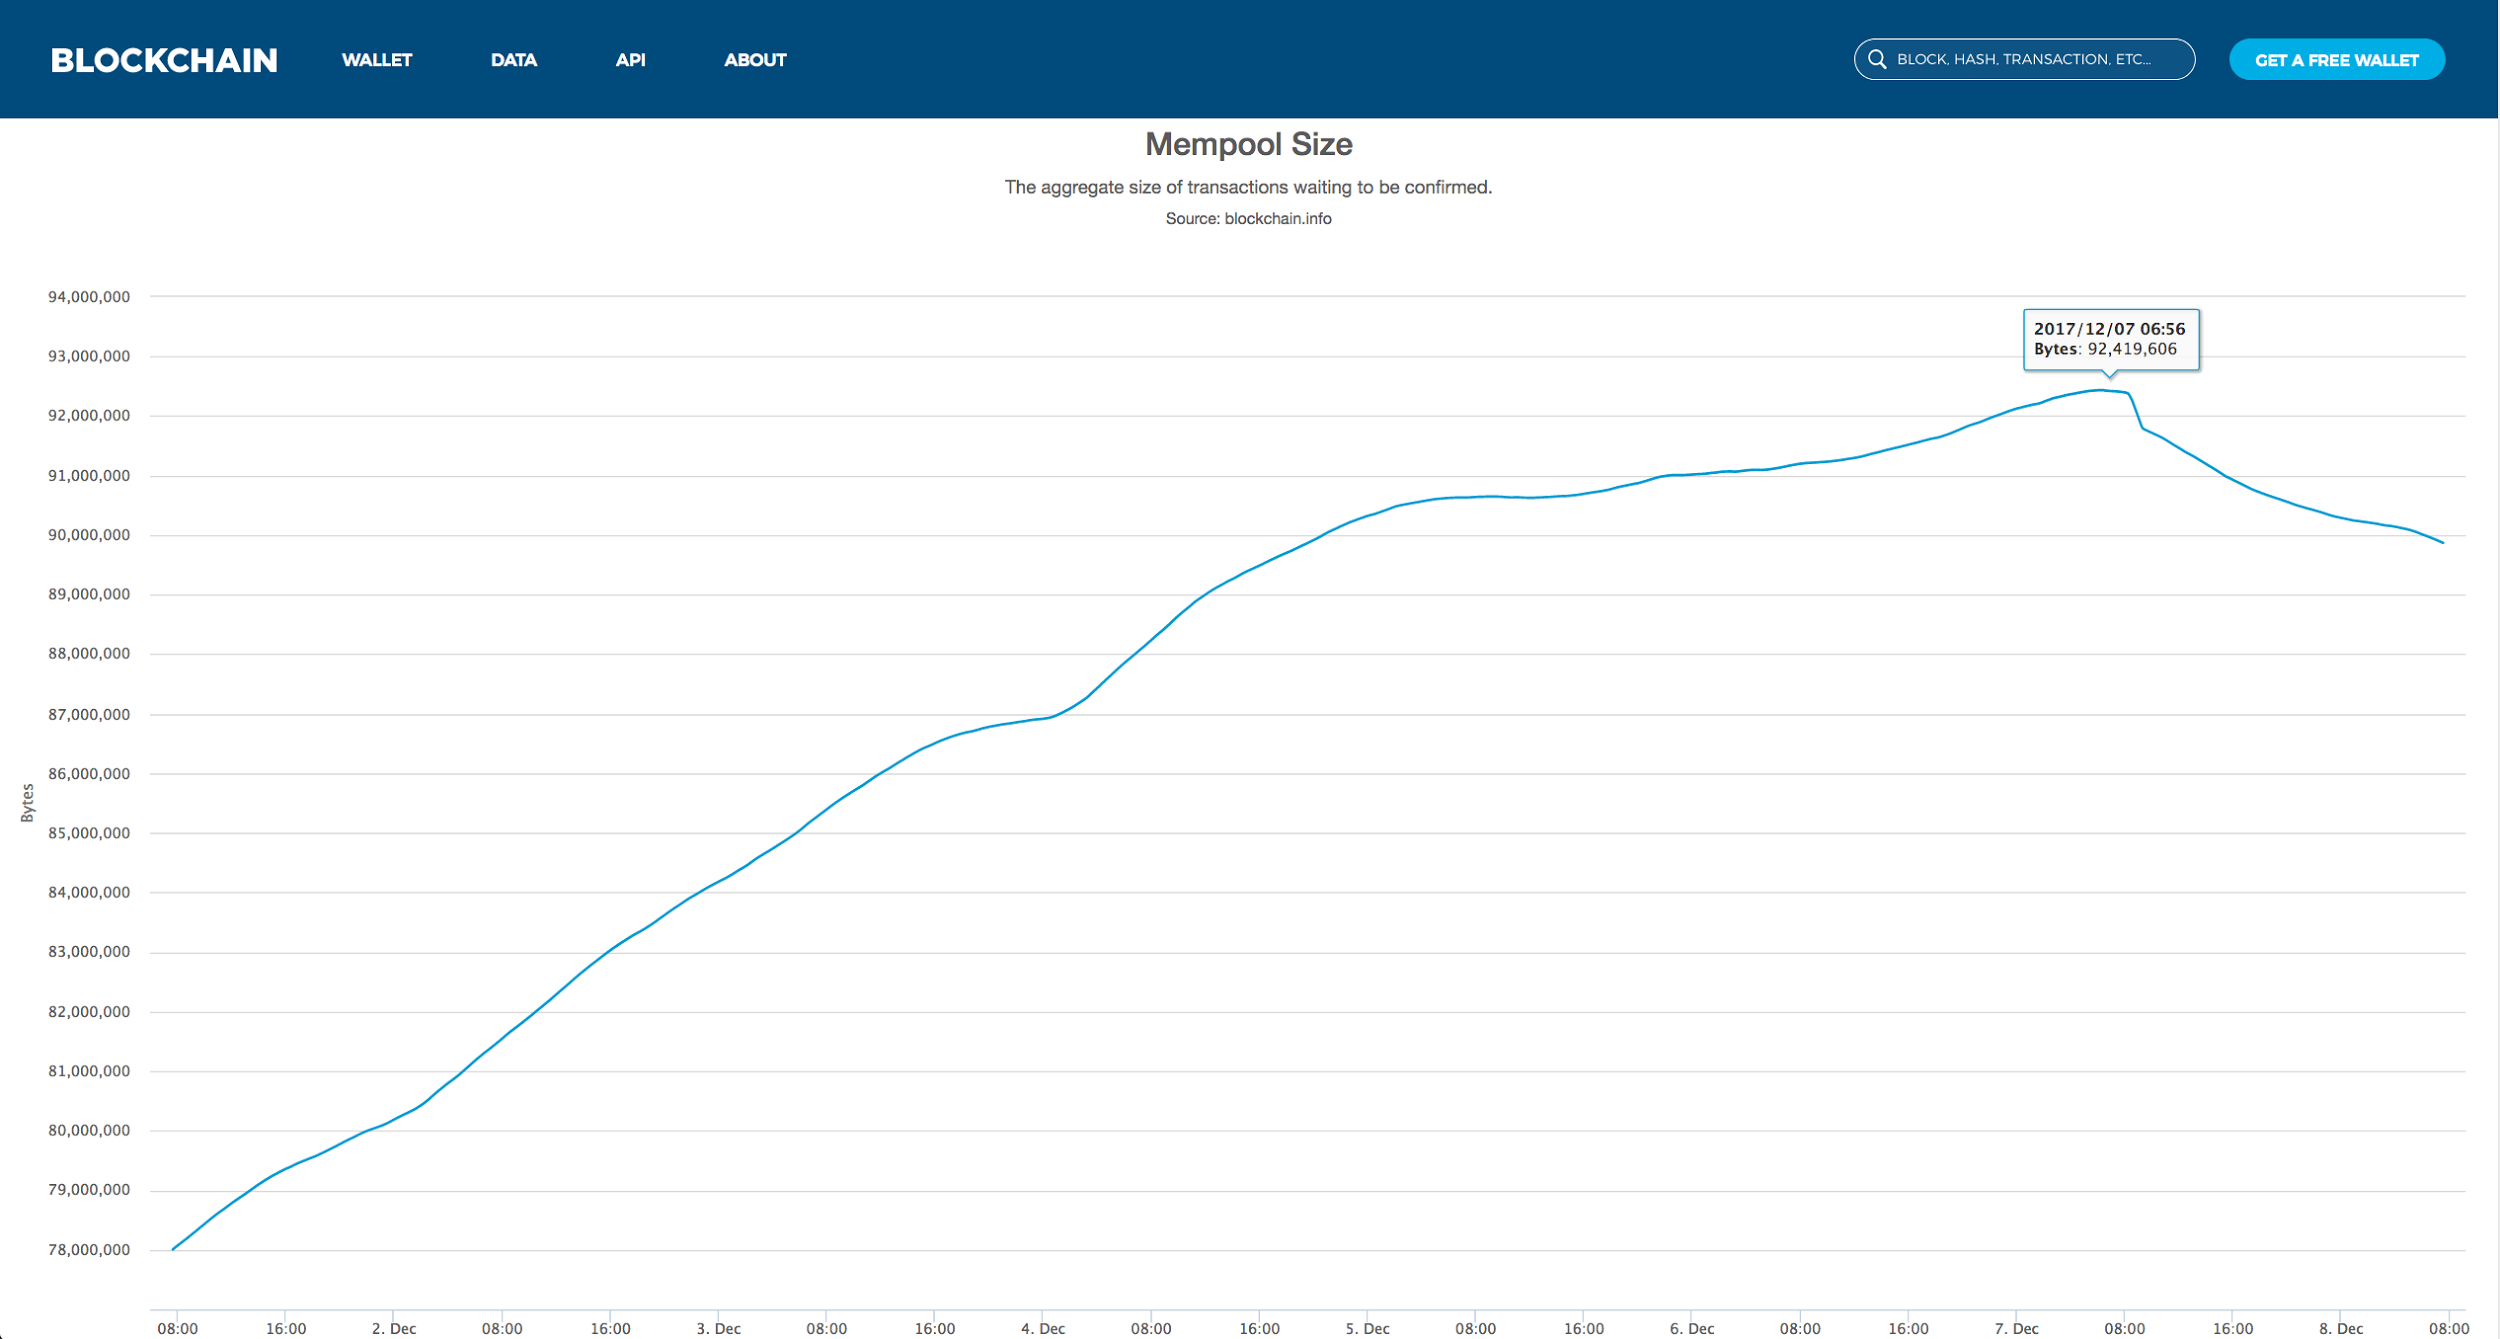 BLOCKCHAIN WALLET DATA API ABOUT BLOCK, HASH, TRANSACTION, ETC... GET A FREE WALLET
Mempool Size
The aggregate size of transactions waiting to be confirmed.
Source: blockchain.info
94,000,000
2017/12/07 06:56
Bytes: 92,419,606
93,000,000
92,000,000
91,000,000
90,000,000
89,000,000
88,000,000
87,000,000
86,000,000
Bytes
85,000,000
84,000,000
83,000,000
82,000,000
81,000,000
80,000,000
79,000,000
78,000,000
08:00 16:00 2. Dec 08:00 16:00 3. Dec 08:00 16:00 4. Dec 08:00 16:00 5. Dec 08:00 16:00 6. Dec 08:00 16:00 7. Dec 08:00 16:00 8. Dec 08:00